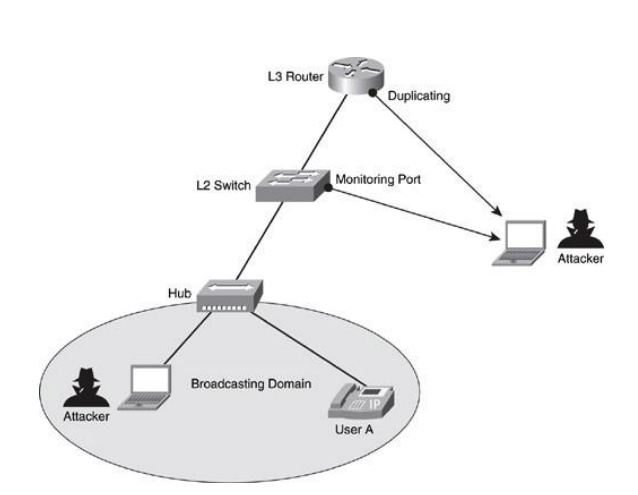 L3 Router
Duplicating
L2 Switch
Monitoring Port
Attacker
Hub
Broadcasting Domain
Attacker
IP
User A